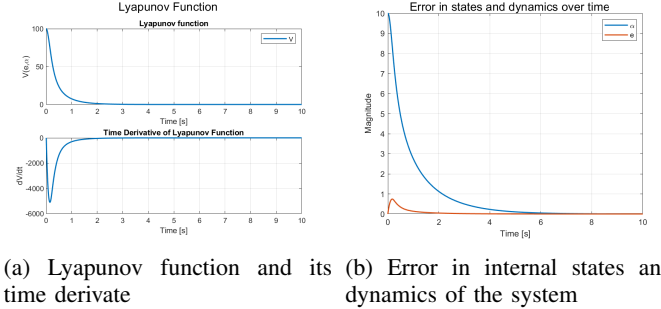 Lyapunov Function
Lyapunov function
100
50
0
V(e,α)
V
0 1 2 3 4 5 6 7 8 9 10
Time [s]
Time Derivative of Lyapunov Function
0
-2000
-4000
-6000
dV/dt
0 1 2 3 4 5 6 7 8 9 10
Time [s]
Error in states and dynamics over time
10
9
8
7
6
5
4
3
2
1
0
Magnitude
α
e
0 2 4 6 8 10
Time [s]
(a) Lyapunov function and its
time derivate
(b) Error in internal states an
dynamics of the system